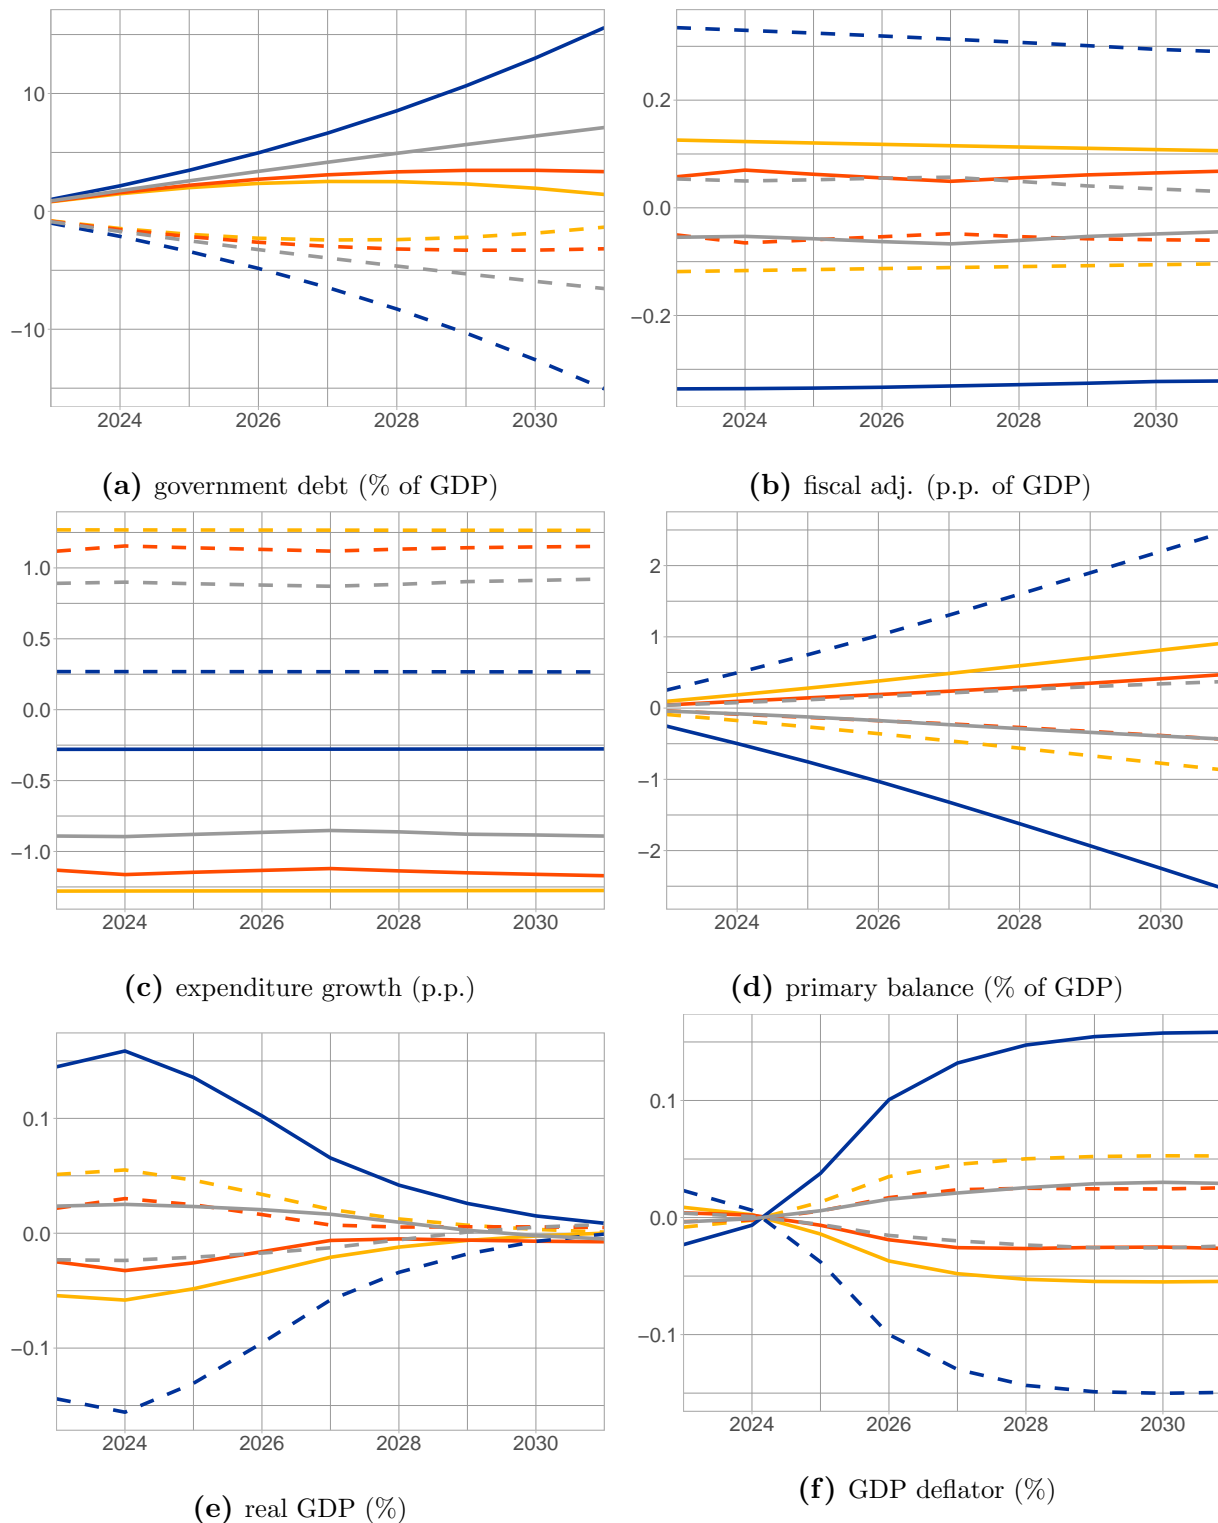 10
0
−10
2024 2026 2028 2030
(a) government debt (% of GDP)
0.2
0.0
−0.2
2024 2026 2028 2030
(b) fiscal adj. (p.p. of GDP)
1.0
0.5
0.0
−0.5
−1.0
2024 2026 2028 2030
(c) expenditure growth (p.p.)
2
1
0
−1
−2
2024 2026 2028 2030
(d) primary balance (% of GDP)
0.1
0.0
−0.1
2024 2026 2028 2030
(e) real GDP (%)
0.1
0.0
−0.1
2024 2026 2028 2030
(f) GDP deflator (%)